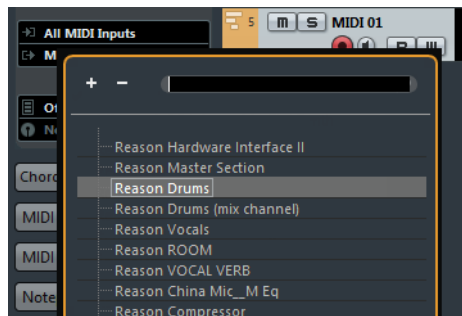 All MIDI Inputs
5 m S MIDI 01
R
+ −
Reason Hardware Interface II
Reason Master Section
Reason Drums
Reason Drums (mix channel)
Reason Vocals
Reason ROOM
Chord
Reason VOCAL VERB
MIDI
Reason China Mic__M Eq
MIDI
Reason Compressor
Note